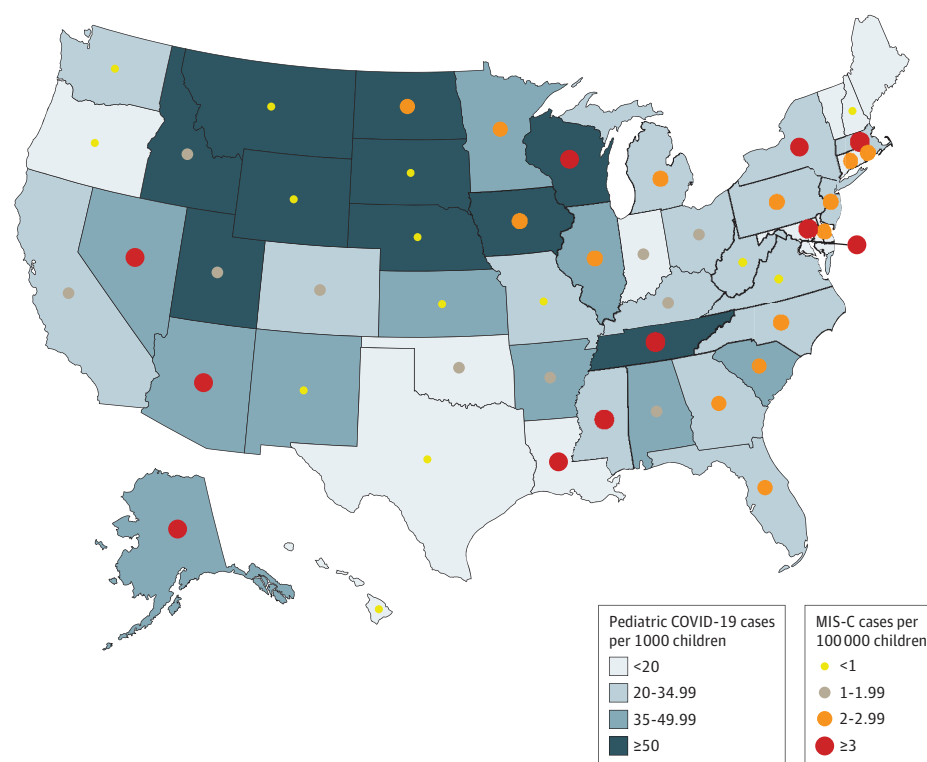 Pediatric COVID-19 cases
per 1000 children
<20
20-34.99
35-49.99
≥50
MIS-C cases per
100 000 children
<1
1-1.99
2-2.99
≥3